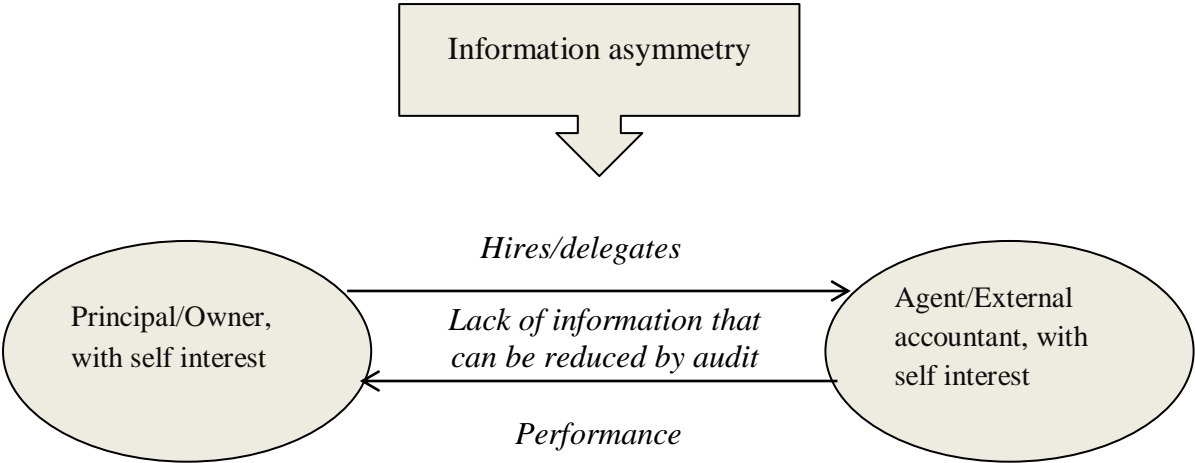 Information asymmetry
Hires/delegates
Principal/Owner,
with self interest
Lack of information that
can be reduced by audit
Agent/External
accountant, with
self interest
Performance